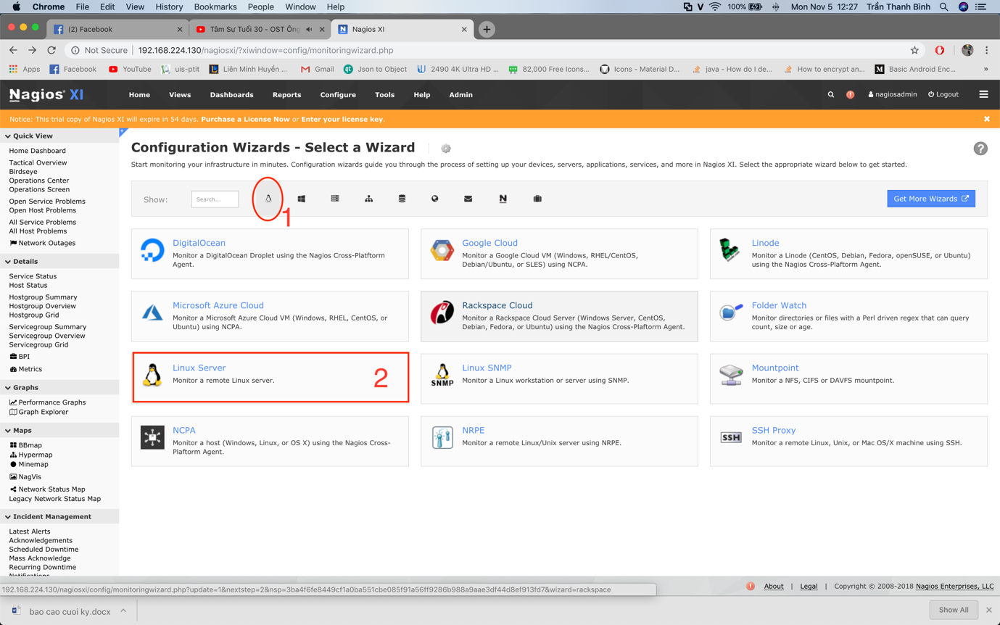 Chrome File Edit View History Bookmarks People Window Help
V 100% Mon Nov 5 12:27 Trần Thanh Bình
(2) Facebook
Tâm Sự Tuổi 30 - OST Ông
Nagios XI
Not Secure | 192.168.224.130/nagiosxi/?xiwindow=config/monitoringwizard.php
Apps Facebook YouTube uis-ptit Liên Minh Huyền ... Gmail Json to Object 2490 4K Ultra HD ... 82,000 Free Icons... Icons - Material D... java - How do I de... How to encrypt an... Basic Android Enc... »
Nagios® XI
Home Views Dashboards Reports Configure Tools Help Admin
nagiosadmin Logout
Notice: This trial copy of Nagios XI will expire in 54 days. Purchase a License Now or Enter your license key.
Quick View
Home Dashboard
Tactical Overview
Birdseye
Operations Center
Operations Screen
Open Service Problems
Open Host Problems
All Service Problems
All Host Problems
Network Outages
Details
Service Status
Host Status
Hostgroup Summary
Hostgroup Overview
Hostgroup Grid
Servicegroup Summary
Servicegroup Overview
Servicegroup Grid
BPI
Metrics
Graphs
Performance Graphs
Graph Explorer
Maps
BBmap
Hypermap
Minemap
NagVis
Network Status Map
Legacy Network Status Map
Incident Management
Latest Alerts
Acknowledgements
Scheduled Downtime
Mass Acknowledge
Recurring Downtime
Notifications
Configuration Wizards - Select a Wizard
?
Start monitoring your infrastructure in minutes. Configuration wizards guide you through the process of setting up your devices, servers, applications, services, and more in Nagios XI. Select the appropriate wizard below to get started.
Show: Search... N Get More Wizards
1
DigitalOcean
Monitor a DigitalOcean Droplet using the Nagios Cross-Platform
Agent.
Google Cloud
Monitor a Google Cloud VM (Windows, RHEL/CentOS,
Debian/Ubuntu, or SLES) using NCPA.
Linode
Monitor a Linode (CentOS, Debian, Fedora, openSUSE, or Ubuntu)
using the Nagios Cross-Plaftorm Agent.
Microsoft Azure Cloud
Monitor a Microsoft Azure Cloud VM (Windows, RHEL, CentOS, or
Ubuntu) using NCPA.
Rackspace Cloud
Monitor a Rackspace Cloud Server (Windows Server, CentOS,
Debian, Fedora, or Ubuntu) using the Nagios Cross-Plaftorm Agent.
Folder Watch
Monitor directories or files with a Perl driven regex that can query
count, size or age.
Linux Server
Monitor a remote Linux server.
2
SNMP
Linux SNMP
Monitor a Linux workstation or server using SNMP.
Mountpoint
Monitor a NFS, CIFS or DAVFS mountpoint.
NCPA
Monitor a host (Windows, Linux, or OS X) using the Nagios Cross-
Plaftorm Agent.
NRPE
Monitor a remote Linux/Unix server using NRPE.
SSH
SSH Proxy
Monitor a remote Linux, Unix, or Mac OS/X machine using SSH.
192.168.224.130/nagiosxi/config/monitoringwizard.php?update=1&nextstep=2&nsp=3ba4f6fe8449cf1a0ba551cbe085f91a56ff9286b988a9aae3df44d8ef913fd7&wizard=rackspace
About | Legal | Copyright © 2008-2018 Nagios Enterprises, LLC
bao cao cuoi ky.docx
Show All